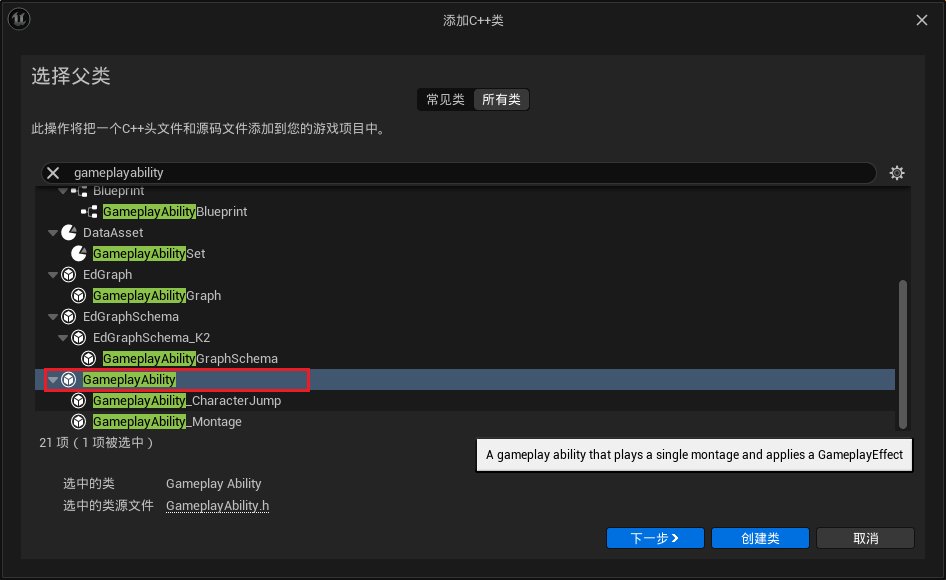 添加C++类
选择父类
常见类 所有类
此操作将把一个C++头文件和源码文件添加到您的游戏项目中。
gameplayability
Blueprint
GameplayAbilityBlueprint
DataAsset
GameplayAbilitySet
EdGraph
GameplayAbilityGraph
EdGraphSchema
EdGraphSchema_K2
GameplayAbilityGraphSchema
GameplayAbility
GameplayAbility_CharacterJump
GameplayAbility_Montage
21 项（1 项被选中）
A gameplay ability that plays a single montage and applies a GameplayEffect
选中的类 Gameplay Ability
选中的类源文件 GameplayAbility.h
下一步 创建类 取消